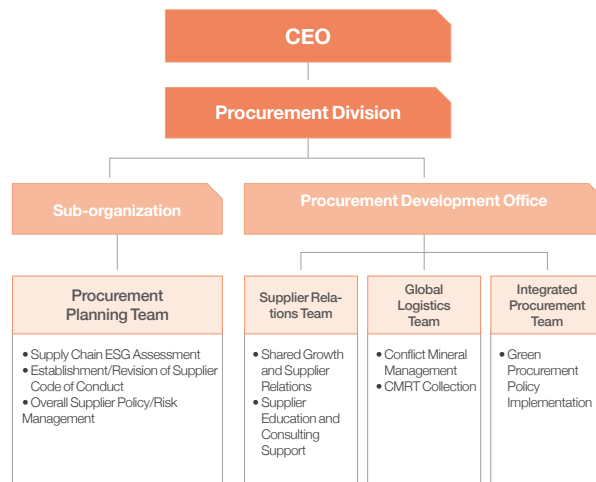 CEO
Procurement Division
Sub-organization
Procurement Development Office
Procurement
Planning Team
• Supply Chain ESG Assessment
• Establishment/Revision of Supplier
Code of Conduct
• Overall Supplier Policy/Risk
Management
Supplier Rela-
tions Team
• Shared Growth
and Supplier
Relations
• Supplier
Education and
Consulting
Support
Global
Logistics
Team
• Conflict Mineral
Management
• CMRT Collection
Integrated
Procurement
Team
• Green
Procurement
Policy
Implementation